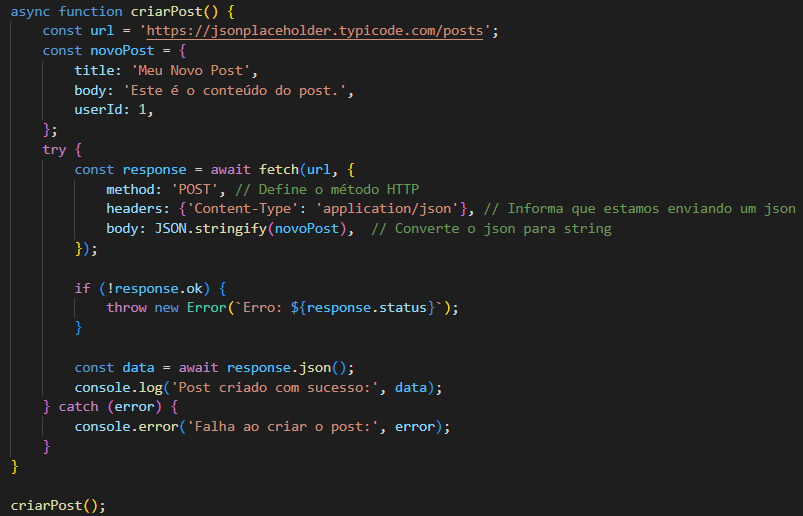 async function criarPost() {
    const url = 'https://jsonplaceholder.typicode.com/posts';
    const novoPost = {
        title: 'Meu Novo Post',
        body: 'Este é o conteúdo do post.',
        userId: 1,
    };
    try {
        const response = await fetch(url, {
            method: 'POST', // Define o método HTTP
            headers: {'Content-Type': 'application/json'}, // Informa que estamos enviando um json
            body: JSON.stringify(novoPost),  // Converte o json para string
        });

        if (!response.ok) {
            throw new Error(`Erro: ${response.status}`);
        }

        const data = await response.json();
        console.log('Post criado com sucesso:', data);
    } catch (error) {
        console.error('Falha ao criar o post:', error);
    }
}

criarPost();